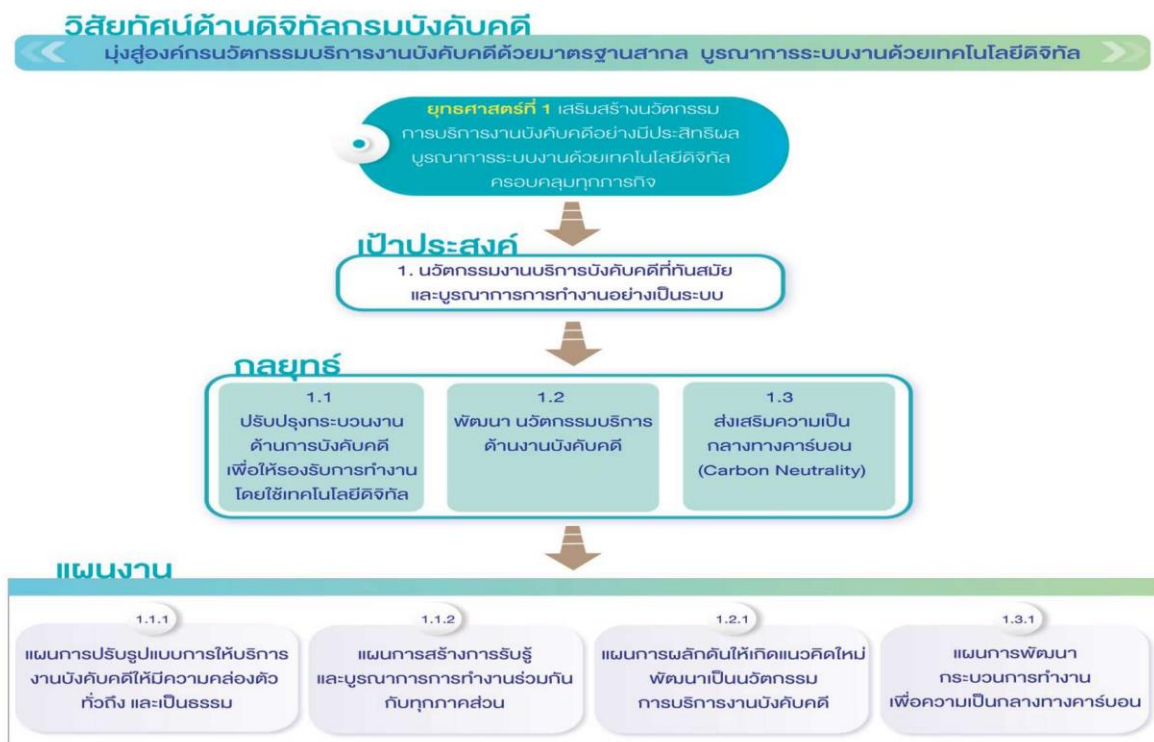 วิสัยทัศน์ด้านดิจิทัลกรมบังคับคดี
มุ่งสู่องค์กรนวัตกรรมบริการงานบังคับคดีด้วยมาตรฐานสากล บูรณาการระบบงานด้วยเทคโนโลยีดิจิทัล
ยุทธศาสตร์ที่ 1 เสริมสร้างนวัตกรรม
การบริการงานบังคับคดีอย่างมีประสิทธิผล
บูรณาการระบบงานด้วยเทคโนโลยีดิจิทัล
ครอบคลุมทุกภารกิจ
เป้าประสงค์
1. นวัตกรรมงานบริการบังคับคดีที่ทันสมัย
และบูรณาการการทำงานอย่างเป็นระบบ
กลยุทธ์
1.1
ปรับปรุงกระบวนงาน
ด้านการบังคับคดี
เพื่อให้รองรับการทำงาน
โดยใช้เทคโนโลยีดิจิทัล
1.2
พัฒนา นวัตกรรมบริการ
ด้านงานบังคับคดี
1.3
ส่งเสริมความเป็น
กลางทางคาร์บอน
(Carbon Neutrality)
แผนงาน
1.1.1
แผนการปรับรูปแบบการให้บริการ
งานบังคับคดีให้มีความคล่องตัว
ทั่วถึง และเป็นธรรม
1.1.2
แผนการสร้างการรับรู้
และบูรณาการการทำงานร่วมกัน
กับทุกภาคส่วน
1.2.1
แผนการผลักดันให้เกิดแนวคิดใหม่
พัฒนาเป็นนวัตกรรม
การบริการงานบังคับคดี
1.3.1
แผนการพัฒนา
กระบวนการทำงาน
เพื่อความเป็นกลางทางคาร์บอน